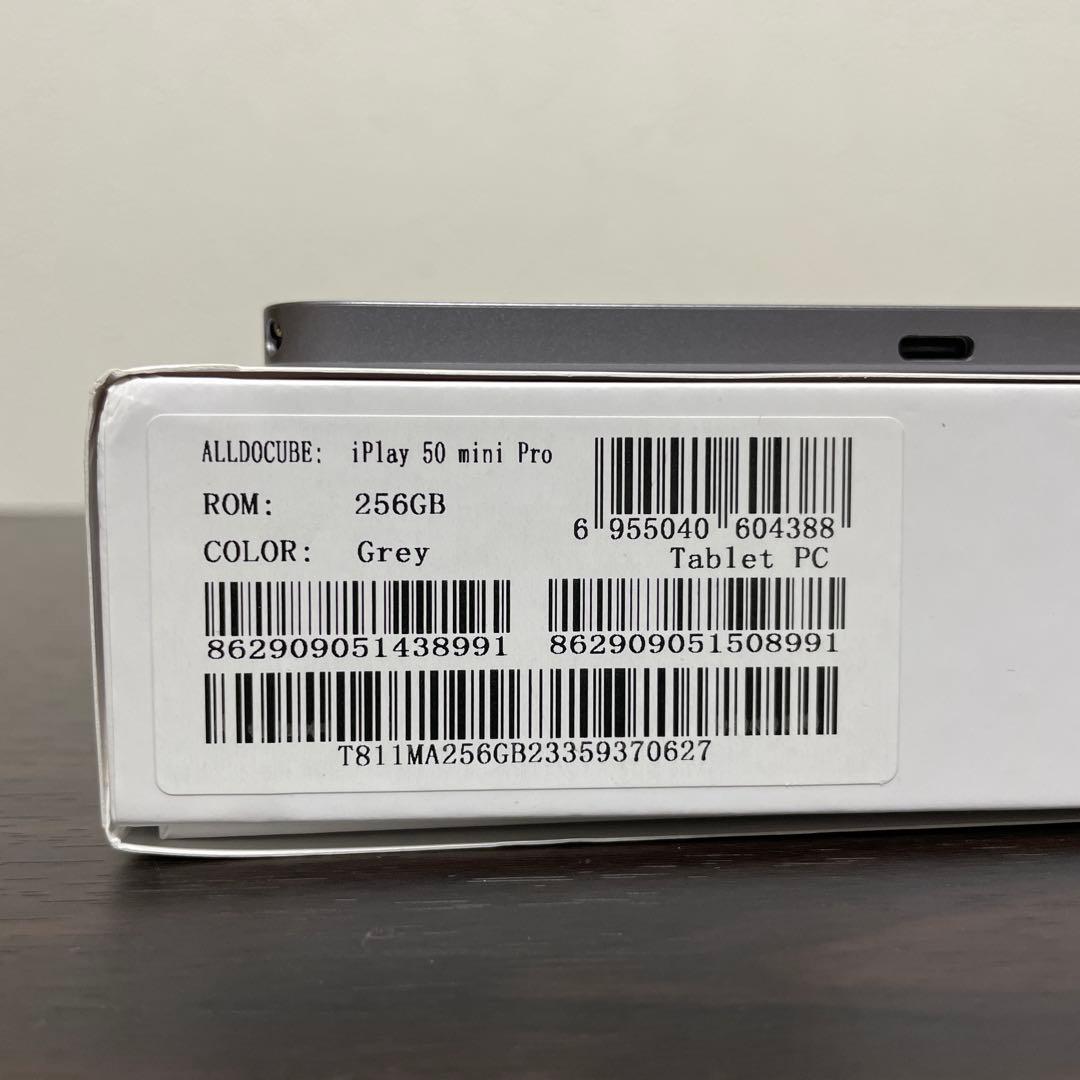 ALLDOCUBE: iPlay 50 mini Pro
ROM: 256GB
COLOR: Grey
6 955040 604388
Tablet PC
862909051438991
862909051508991
T811MA256GB23359370627